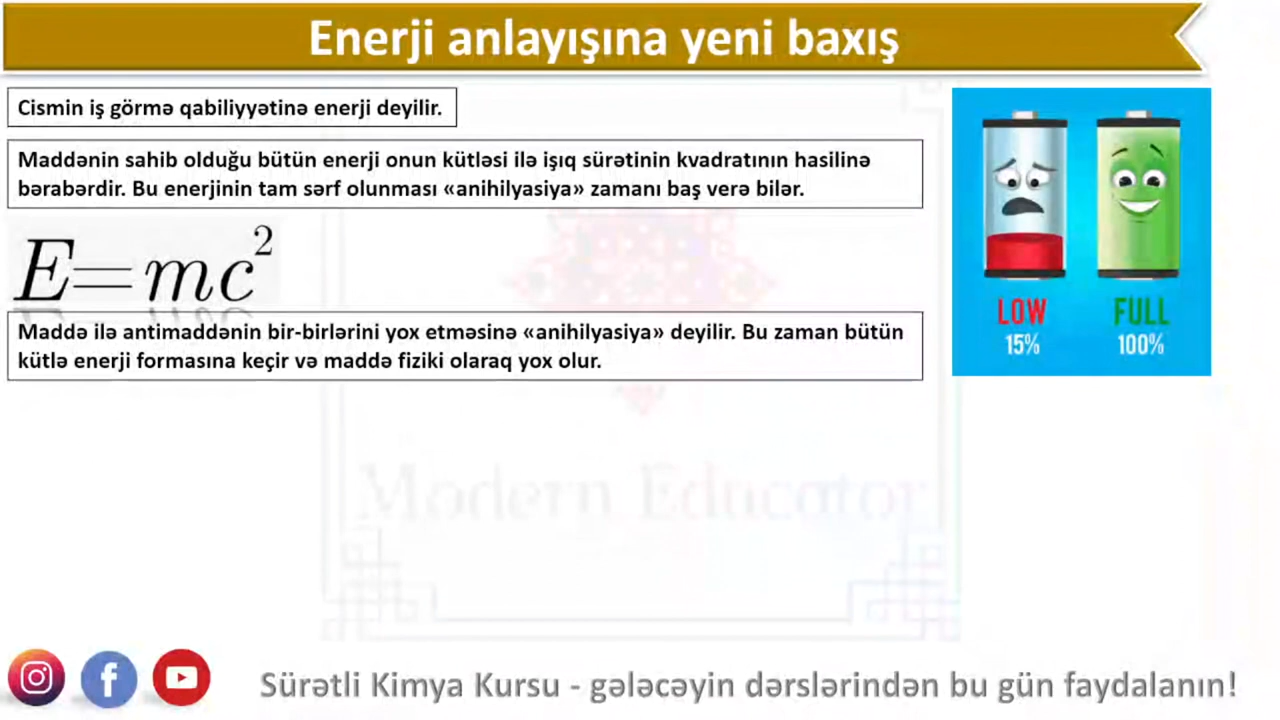 Enerji anlayışına yeni baxış
Cismin iş görmə qabiliyyətinə enerji deyilir.
Maddənin sahib olduğu bütün enerji onun kütləsi ilə işıq sürətinin kvadratının hasilinə
bərabərdir. Bu enerjinin tam sərf olunması «anihilyasiya» zamanı baş verə bilər.
E=mc²
Maddə ilə antimaddənin bir-birlərini yox etməsinə «anihilyasiya» deyilir. Bu zaman bütün
kütlə enerji formasına keçir və maddə fiziki olaraq yox olur.
LOW
15%
FULL
100%
Modern Educator
Sürətli Kimya Kursu - gələcəyin dərslərindən bu gün faydalanın!